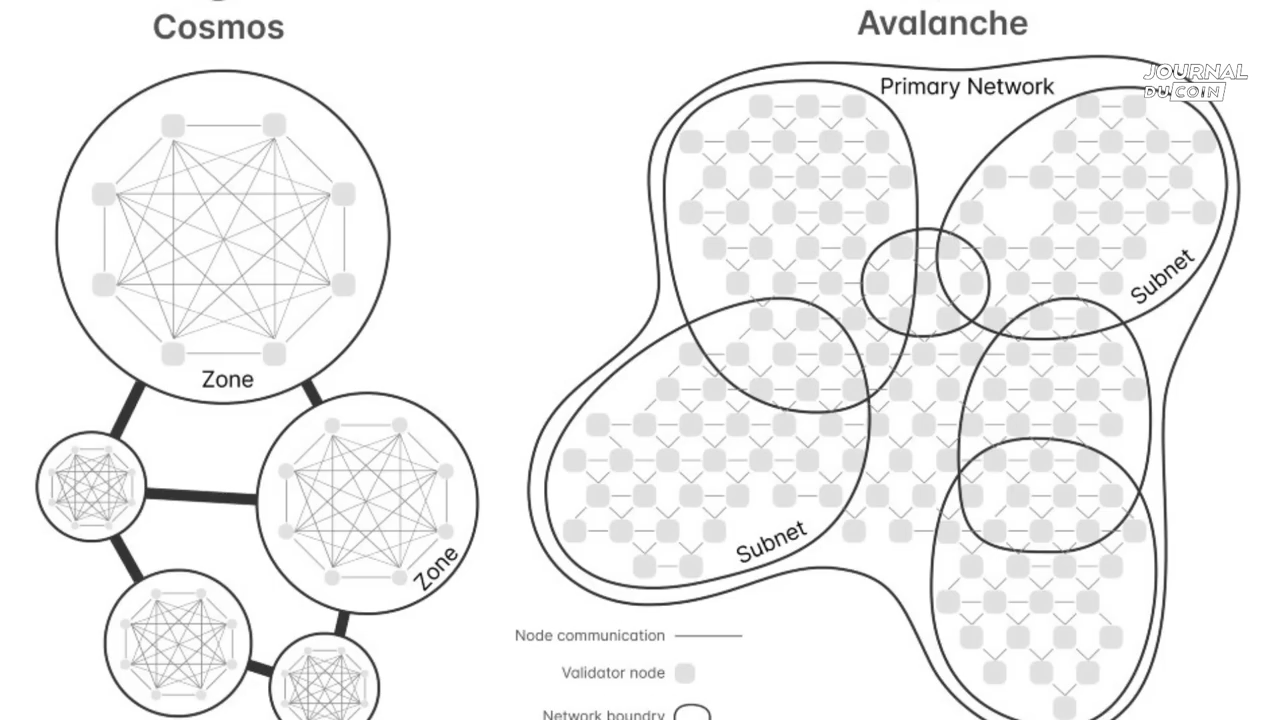 Cosmos
Avalanche
JOURNAL
DU COIN
Primary Network
Subnet
Zone
Subnet
Zone
Node communication
Validator node
Network boundry